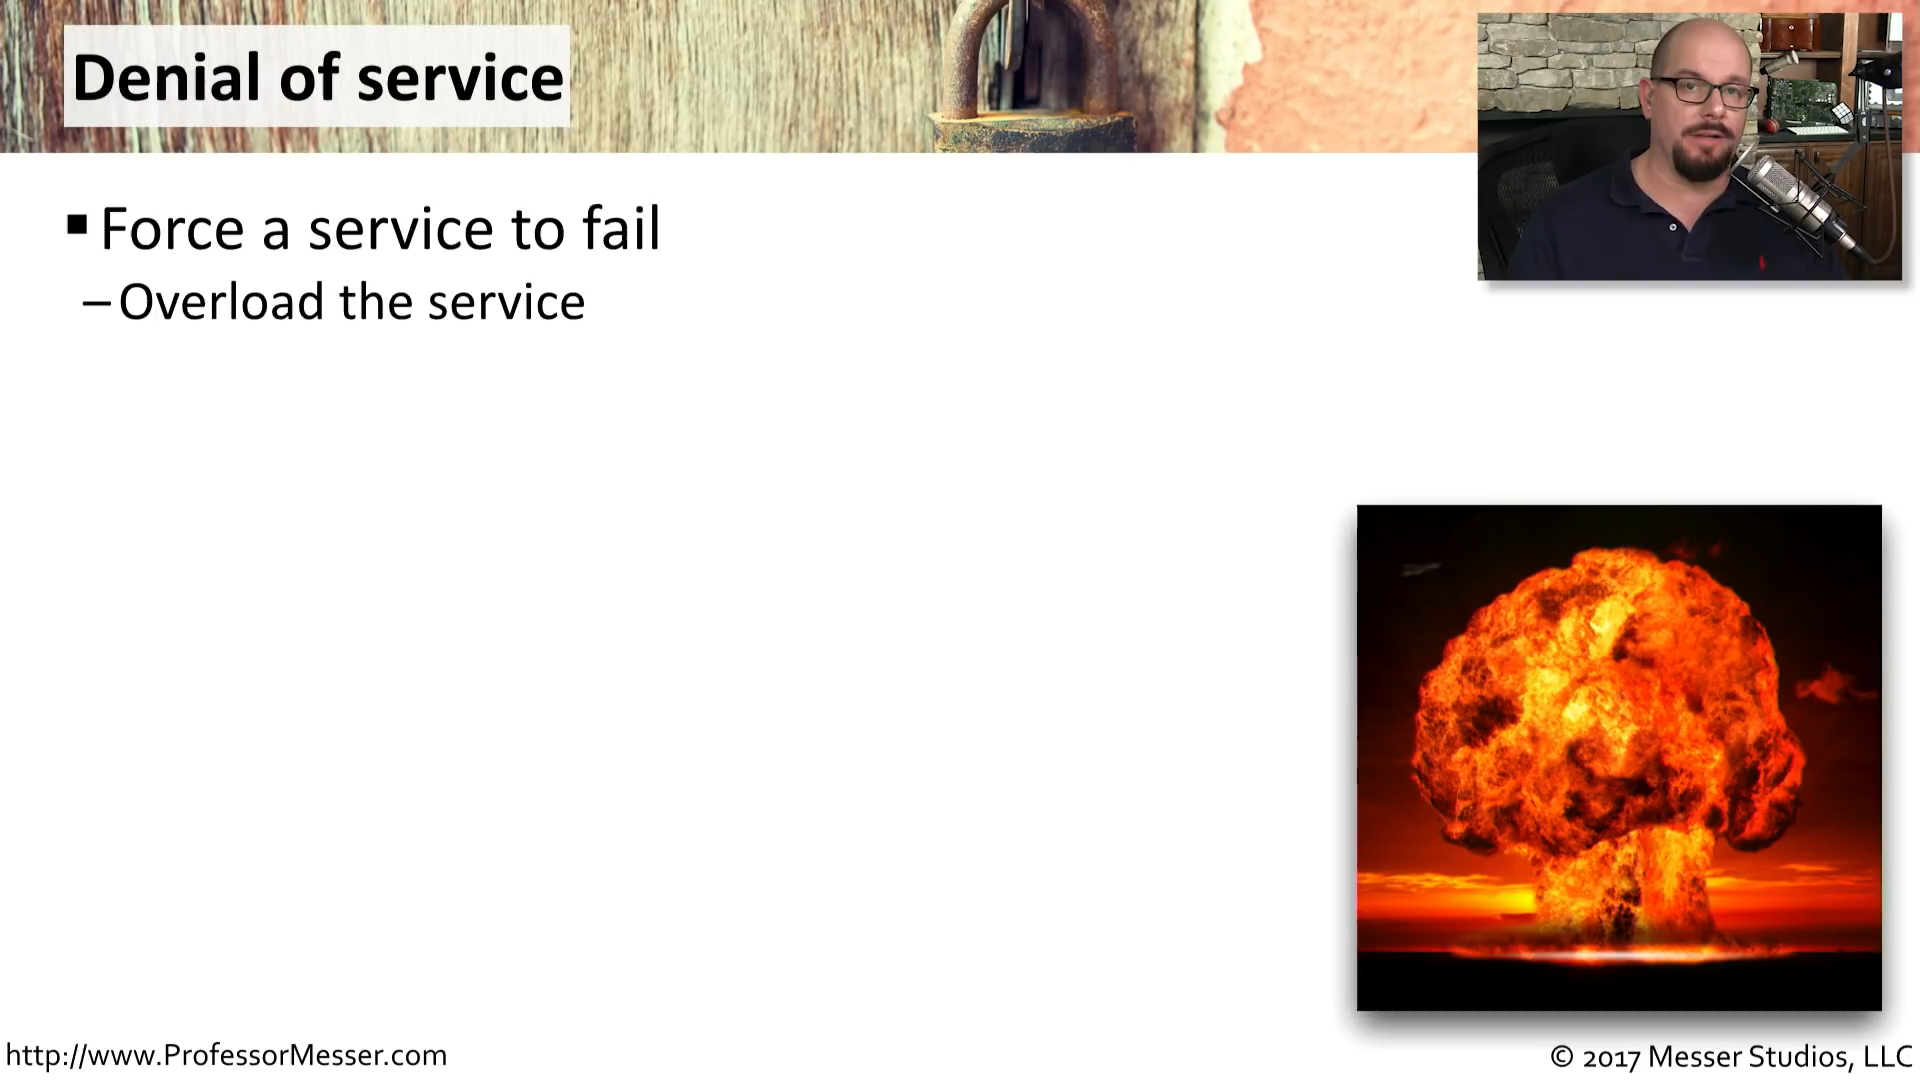 Denial of service
▪ Force a service to fail
– Overload the service
http://www.ProfessorMesser.com
© 2017 Messer Studios, LLC